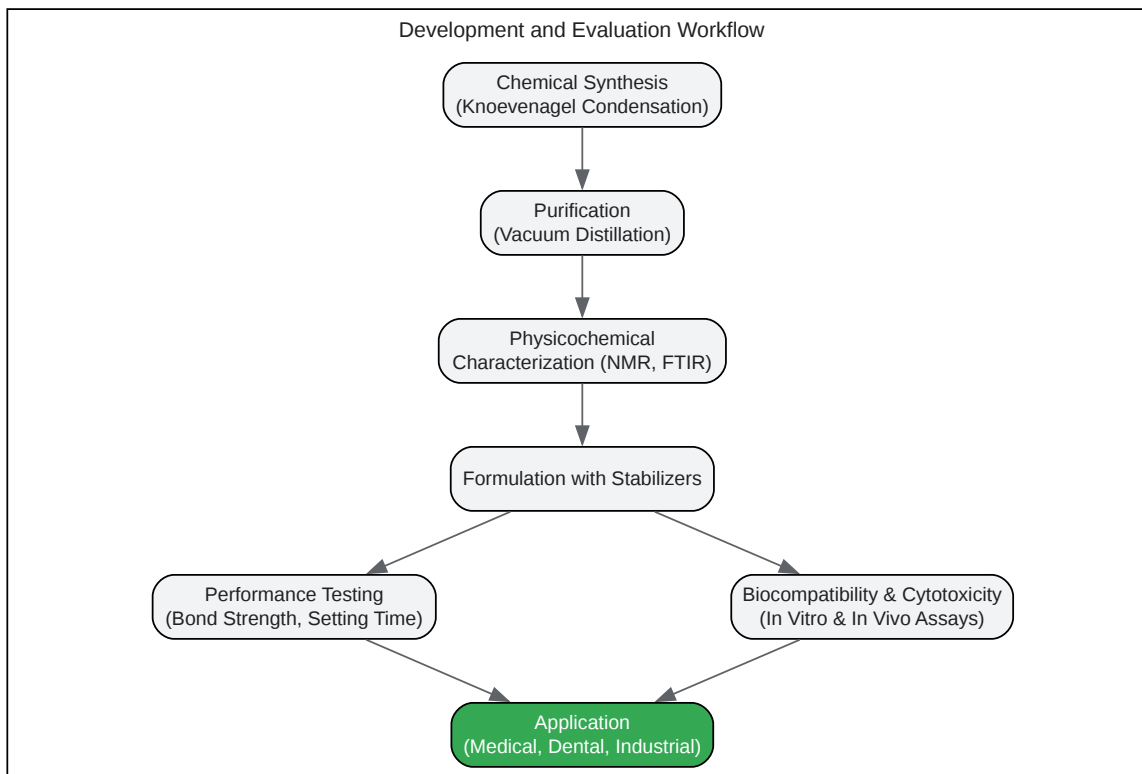 Development and Evaluation Workflow
Chemical Synthesis
(Knoevenagel Condensation)
Purification
(Vacuum Distillation)
Physicochemical
Characterization (NMR, FTIR)
Formulation with Stabilizers
Performance Testing
(Bond Strength, Setting Time)
Biocompatibility & Cytotoxicity
(In Vitro & In Vivo Assays)
Application
(Medical, Dental, Industrial)